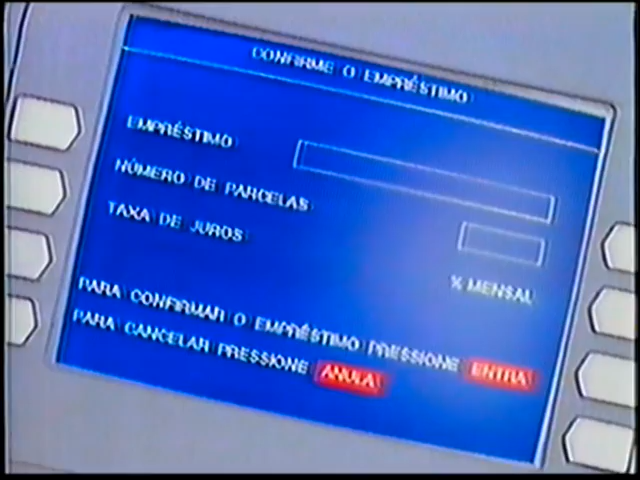 CONFIRME O EMPRÉSTIMO
EMPRÉSTIMO
NÚMERO DE PARCELAS
TAXA DE JUROS
% MENSAL
PARA CONFIRMAR O EMPRÉSTIMO PRESSIONE ENTRA
PARA CANCELAR PRESSIONE ANULA